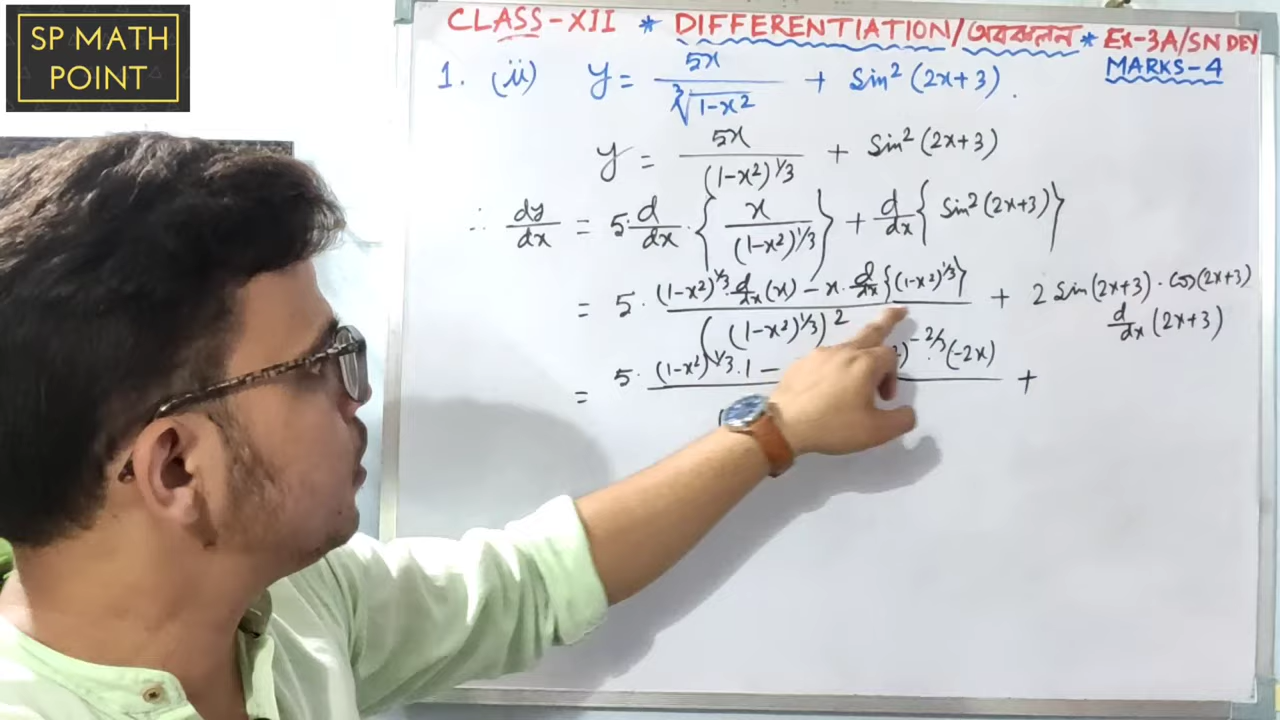 SP MATH
POINT
CLASS-XII * DIFFERENTIATION/অবকলন * Ex-3A/SN DEY
MARKS-4
1. (ii) y = 5x / ∛(1-x²) + Sin² (2x+3).
y = 5x / (1-x²)^1/3 + Sin² (2x+3)
∴ dy/dx = 5 d/dx · { x / (1-x²)^1/3 } + d/dx { Sin² (2x+3) }
= 5 · (1-x²)^1/3 · d/dx (x) - x · d/dx {(1-x²)^1/3} / ((1-x²)^1/3)² + 2 Sin (2x+3) · cos (2x+3)
d/dx (2x+3)
= 5 · (1-x²)^1/3 · 1 - )^-2/3 · (-2x) +